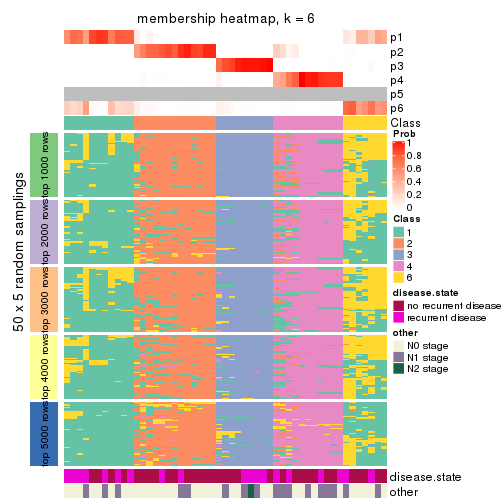 membership heatmap, k = 6
p1
p2
p3
p4
p5
p6
Class
50 x 5 random samplings
top 1000 rows
top 2000 rows
top 3000 rows
top 4000 rows
top 5000 rows
Prob
1
0.8
0.6
0.4
0.2
0
Class
1
2
3
4
6
disease.state
no recurrent disease
recurrent disease
other
N0 stage
N1 stage
N2 stage
disease.state
other